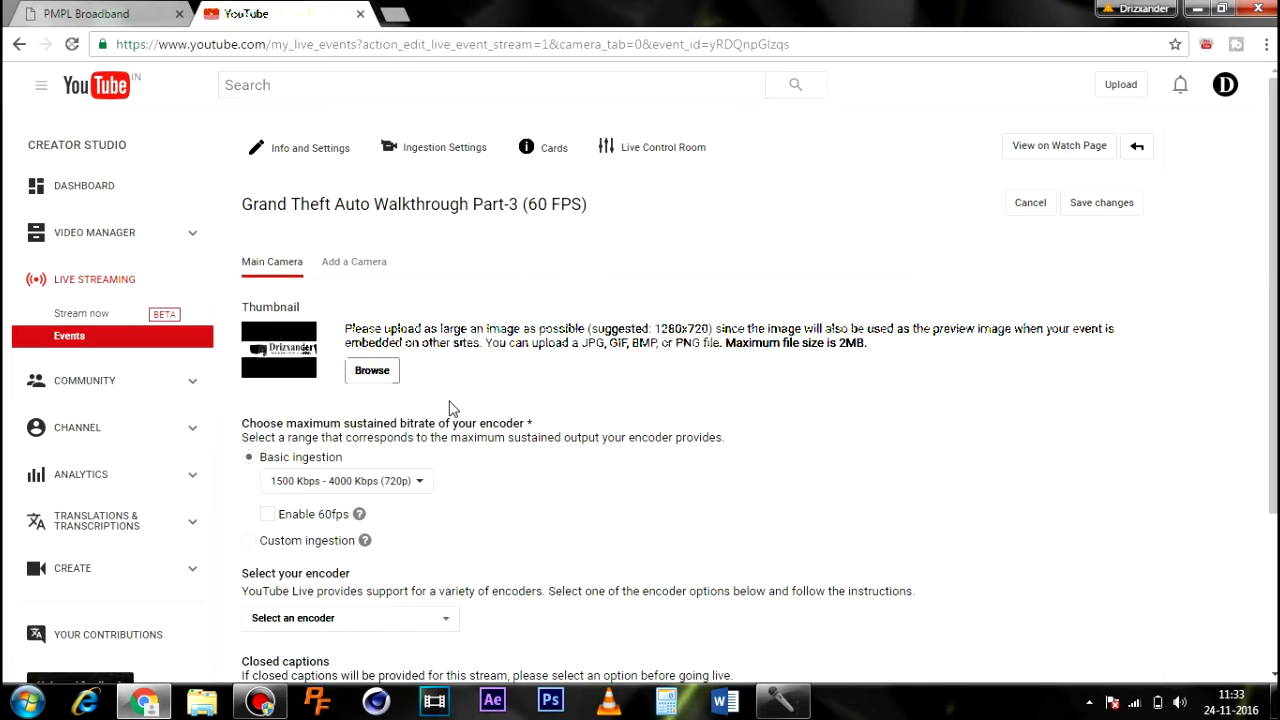 PMPL Broadband
YouTube
Drizxander
https://www.youtube.com/my_live_events?action_edit_live_event_stream=1&camera_tab=0&event_id=yRDQnpGlzqs
YouTube IN
Search
Upload
D
CREATOR STUDIO
Info and Settings
Ingestion Settings
Cards
Live Control Room
View on Watch Page
DASHBOARD
Grand Theft Auto Walkthrough Part-3 (60 FPS)
Cancel
Save changes
VIDEO MANAGER
Main Camera
Add a Camera
LIVE STREAMING
Stream now
BETA
Events
Thumbnail
Drizxander
Please upload as large an image as possible (suggested: 1280x720) since the image will also be used as the preview image when your event is
embedded on other sites. You can upload a JPG, GIF, BMP, or PNG file. Maximum file size is 2MB.
Browse
COMMUNITY
CHANNEL
ANALYTICS
TRANSLATIONS &
TRANSCRIPTIONS
CREATE
YOUR CONTRIBUTIONS
Choose maximum sustained bitrate of your encoder *
Select a range that corresponds to the maximum sustained output your encoder provides.
Basic ingestion
1500 Kbps - 4000 Kbps (720p)
Enable 60fps ?
Custom ingestion ?
Select your encoder
YouTube Live provides support for a variety of encoders. Select one of the encoder options below and follow the instructions.
Select an encoder
Closed captions
If closed captions will be provided for this stream, please select an option before going live.
Ae
Ps
W
11:33
24-11-2016